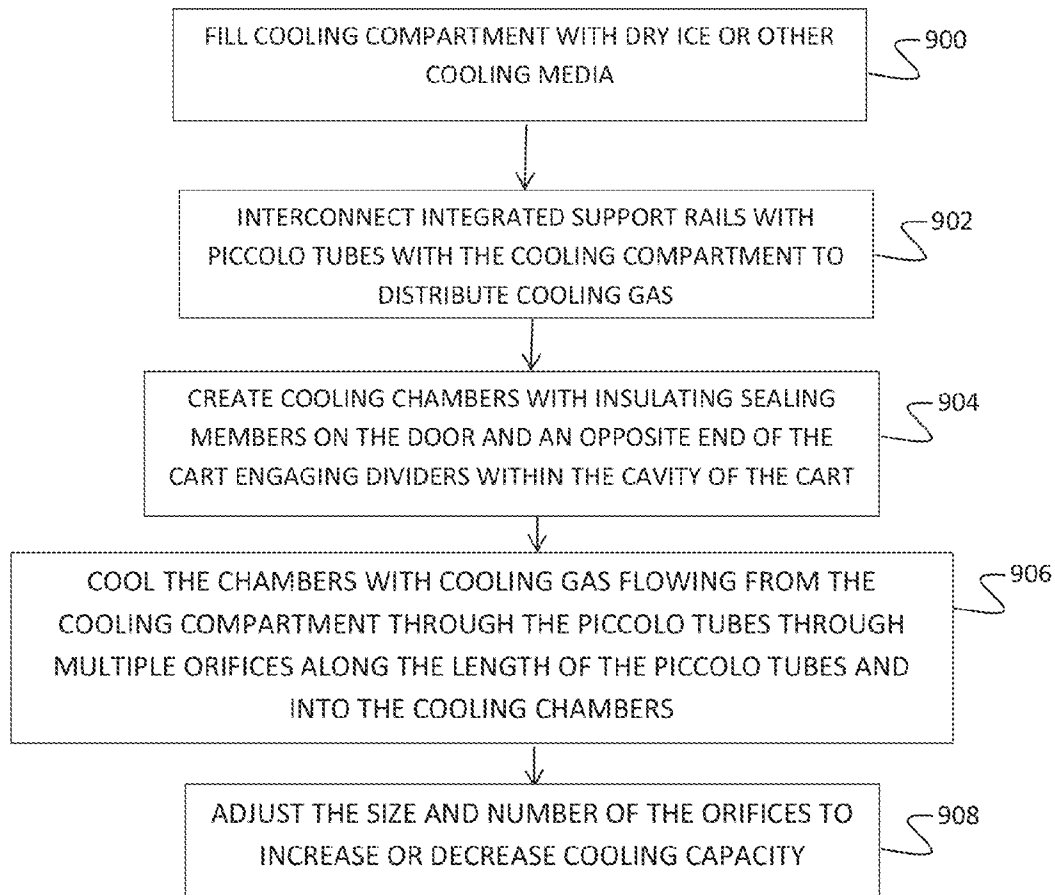 FILL COOLING COMPARTMENT WITH DRY ICE OR OTHER
COOLING MEDIA
900
INTERCONNECT INTEGRATED SUPPORT RAILS WITH
PICCOLO TUBES WITH THE COOLING COMPARTMENT TO
DISTRIBUTE COOLING GAS
902
CREATE COOLING CHAMBERS WITH INSULATING SEALING
MEMBERS ON THE DOOR AND AN OPPOSITE END OF THE
CART ENGAGING DIVIDERS WITHIN THE CAVITY OF THE CART
904
COOL THE CHAMBERS WITH COOLING GAS FLOWING FROM THE
COOLING COMPARTMENT THROUGH THE PICCOLO TUBES THROUGH
MULTIPLE ORIFICES ALONG THE LENGTH OF THE PICCOLO TUBES AND
INTO THE COOLING CHAMBERS
906
ADJUST THE SIZE AND NUMBER OF THE ORIFICES TO
INCREASE OR DECREASE COOLING CAPACITY
908